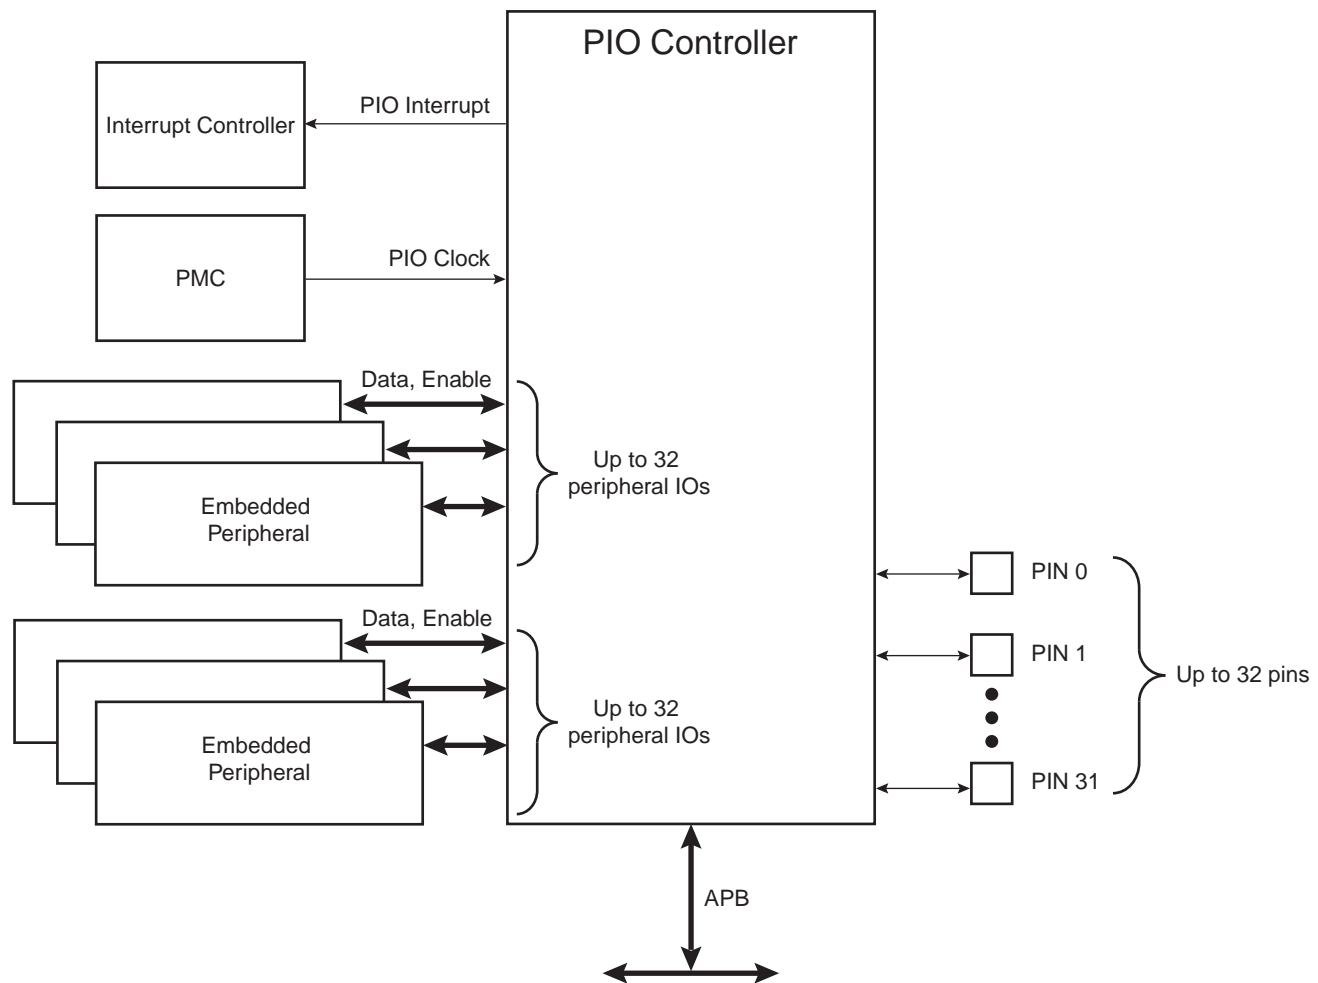 PIO Controller
PIO Interrupt
Interrupt Controller
PIO Clock
PMC
Data, Enable
Up to 32
peripheral IOs
Embedded
Peripheral
PIN 0
Data, Enable
PIN 1
Up to 32 pins
Up to 32
peripheral IOs
Embedded
Peripheral
PIN 31
APB